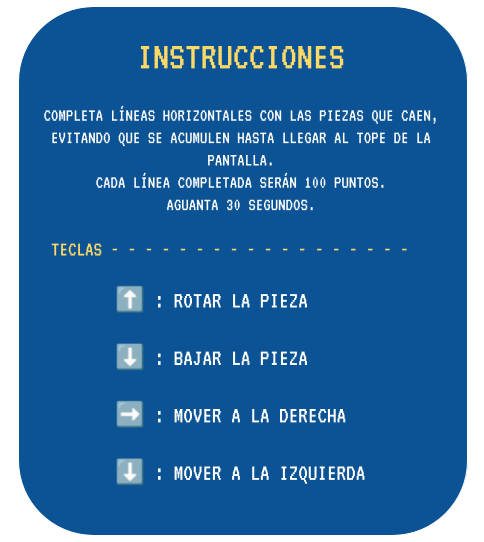 INSTRUCCIONES
COMPLETA LÍNEAS HORIZONTALES CON LAS PIEZAS QUE CAEN,
EVITANDO QUE SE ACUMULEN HASTA LLEGAR AL TOPE DE LA
PANTALLA.
CADA LÍNEA COMPLETADA SERÁN 100 PUNTOS.
AGUANTA 30 SEGUNDOS.
TECLAS - - - - - - - - - - - - - - - - - -
⬆️ : ROTAR LA PIEZA
⬇️ : BAJAR LA PIEZA
➡️ : MOVER A LA DERECHA
⬇️ : MOVER A LA IZQUIERDA